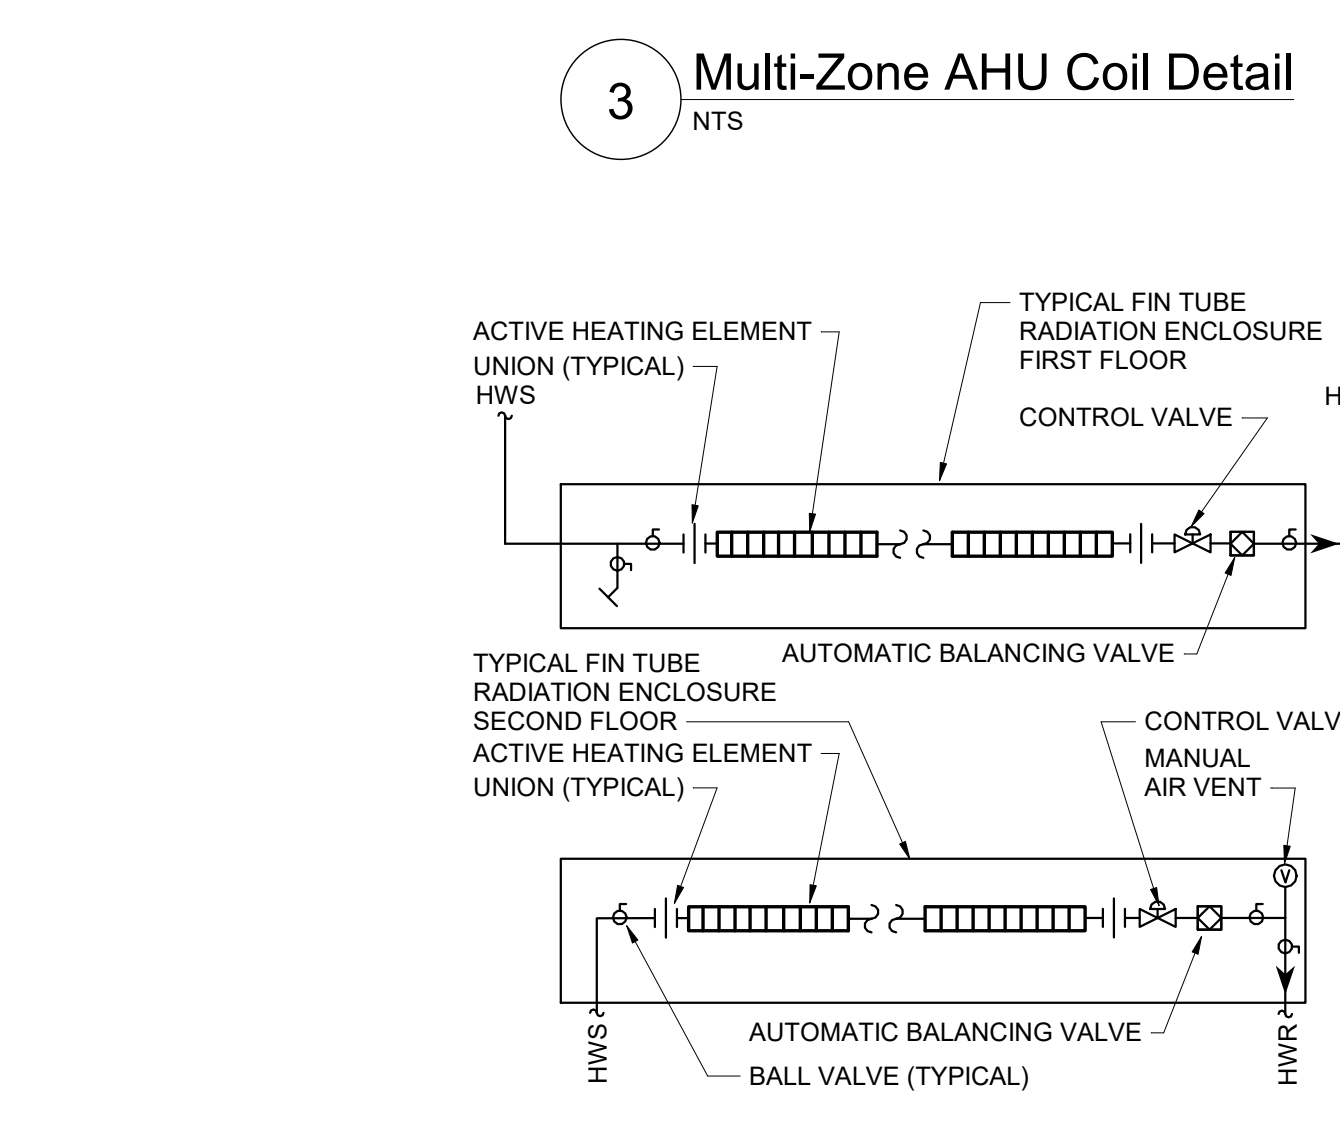 3
Multi-Zone AHU Coil Detail
NTS
ACTIVE HEATING ELEMENT
UNION (TYPICAL)
HWS
TYPICAL FIN TUBE
RADIATION ENCLOSURE
FIRST FLOOR
CONTROL VALVE
H
AUTOMATIC BALANCING VALVE
TYPICAL FIN TUBE
RADIATION ENCLOSURE
SECOND FLOOR
ACTIVE HEATING ELEMENT
UNION (TYPICAL)
CONTROL VALV
MANUAL
AIR VENT
V
HWS
AUTOMATIC BALANCING VALVE
BALL VALVE (TYPICAL)
HWR